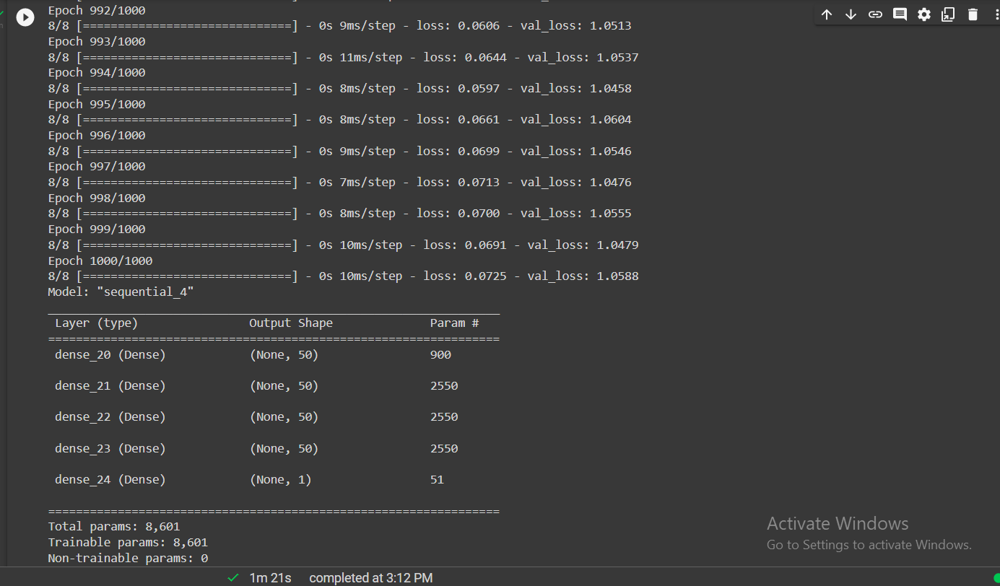 Epoch 992/1000
8/8 [==============================] - 0s 9ms/step - loss: 0.0606 - val_loss: 1.0513
Epoch 993/1000
8/8 [==============================] - 0s 11ms/step - loss: 0.0644 - val_loss: 1.0537
Epoch 994/1000
8/8 [==============================] - 0s 8ms/step - loss: 0.0597 - val_loss: 1.0458
Epoch 995/1000
8/8 [==============================] - 0s 8ms/step - loss: 0.0661 - val_loss: 1.0604
Epoch 996/1000
8/8 [==============================] - 0s 9ms/step - loss: 0.0699 - val_loss: 1.0546
Epoch 997/1000
8/8 [==============================] - 0s 7ms/step - loss: 0.0713 - val_loss: 1.0476
Epoch 998/1000
8/8 [==============================] - 0s 8ms/step - loss: 0.0700 - val_loss: 1.0555
Epoch 999/1000
8/8 [==============================] - 0s 10ms/step - loss: 0.0691 - val_loss: 1.0479
Epoch 1000/1000
8/8 [==============================] - 0s 10ms/step - loss: 0.0725 - val_loss: 1.0588
Model: "sequential_4"
_________________________________________________________________
Layer (type) Output Shape Param #
=================================================================
dense_20 (Dense) (None, 50) 900
dense_21 (Dense) (None, 50) 2550
dense_22 (Dense) (None, 50) 2550
dense_23 (Dense) (None, 50) 2550
dense_24 (Dense) (None, 1) 51
=================================================================
Total params: 8,601
Trainable params: 8,601
Non-trainable params: 0
Activate Windows
Go to Settings to activate Windows.
1m 21s completed at 3:12 PM